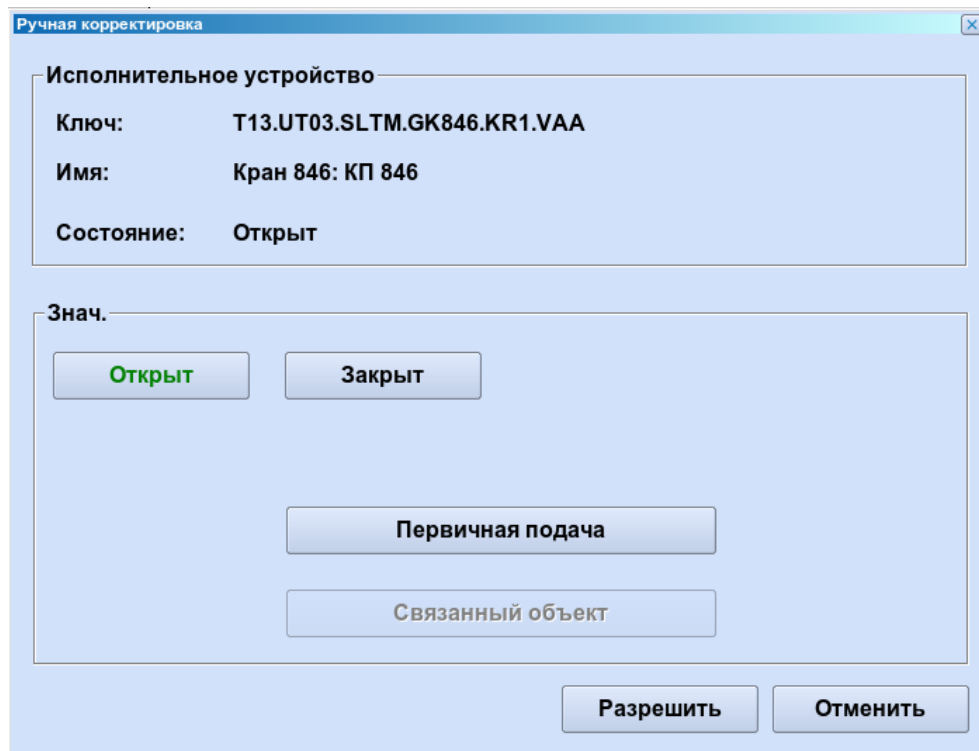 Ручная корректировка
Исполнительное устройство
Ключ: T13.UT03.SLTM.GK846.KR1.VAA
Имя: Кран 846: КП 846
Состояние: Открыт
Знач.
Открыт Закрыт
Первичная подача
Связанный объект
Разрешить Отменить